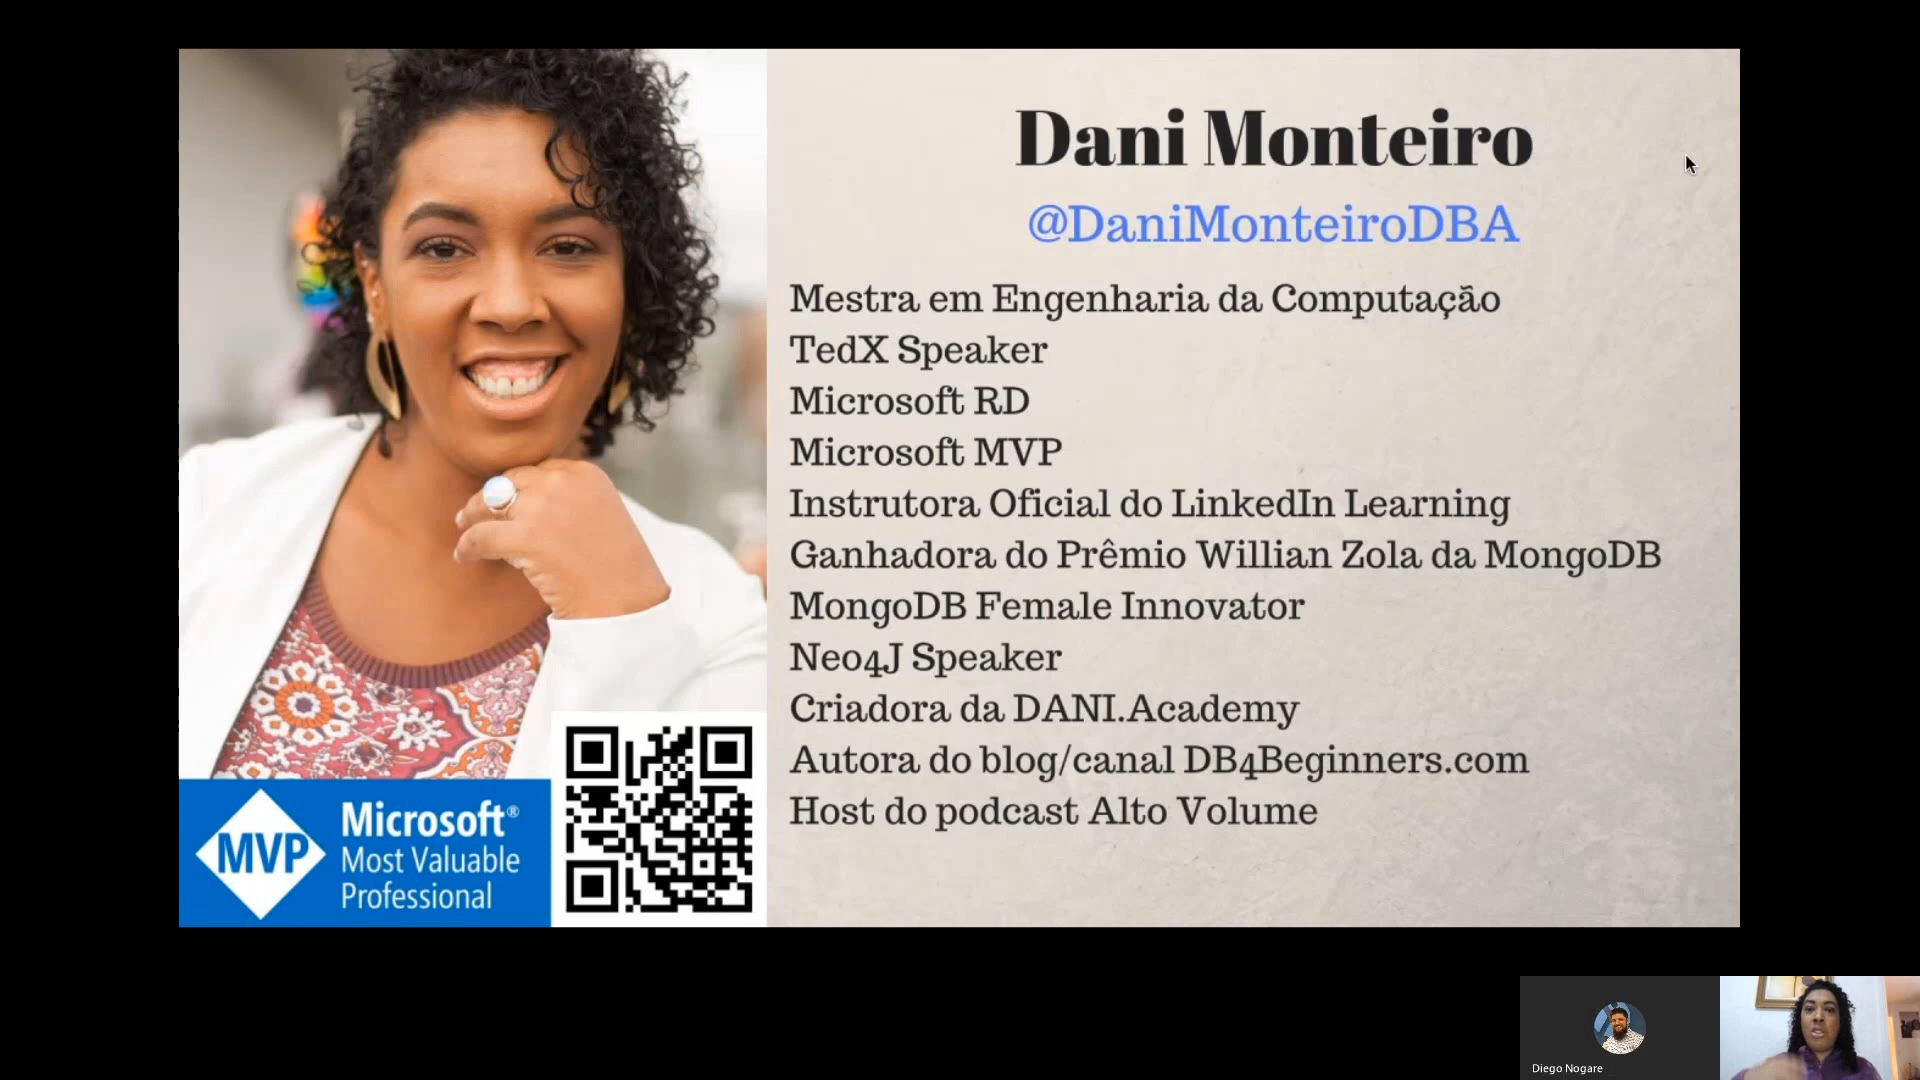 Dani Monteiro
@DaniMonteiroDBA
Mestra em Engenharia da Computação
TedX Speaker
Microsoft RD
Microsoft MVP
Instrutora Oficial do LinkedIn Learning
Ganhadora do Prêmio Willian Zola da MongoDB
MongoDB Female Innovator
Neo4J Speaker
Criadora da DANI.Academy
Autora do blog/canal DB4Beginners.com
Host do podcast Alto Volume
MVP
Microsoft®
Most Valuable
Professional
Diego Nogare